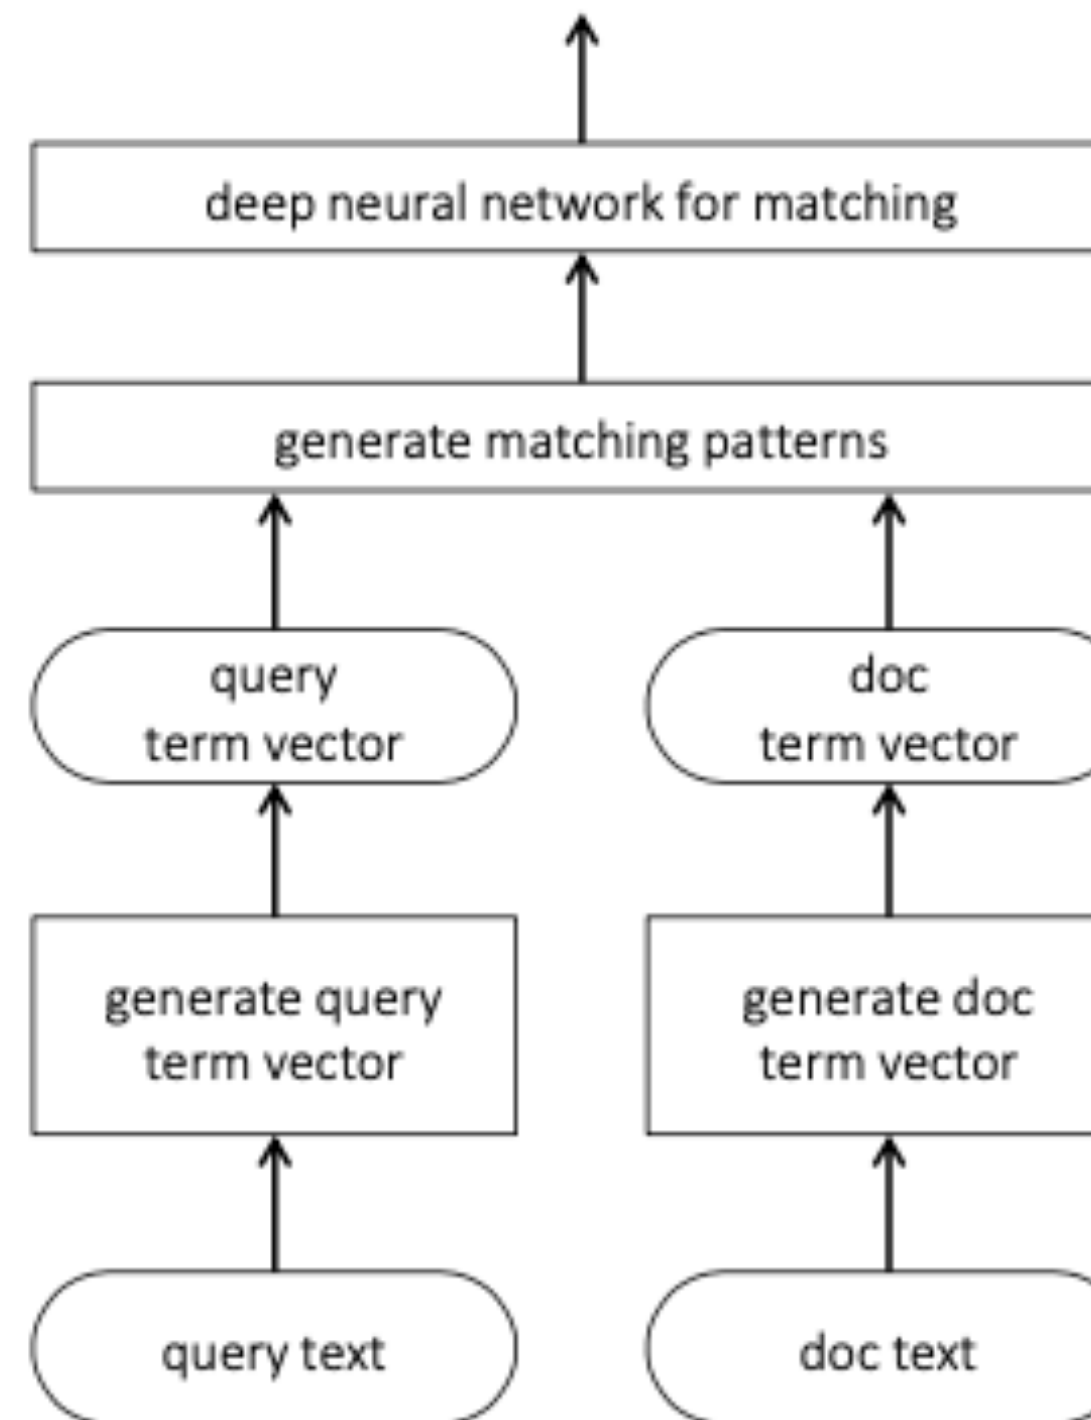 deep neural network for matching
generate matching patterns
query
term vector
doc
term vector
generate query
term vector
generate doc
term vector
query text
doc text